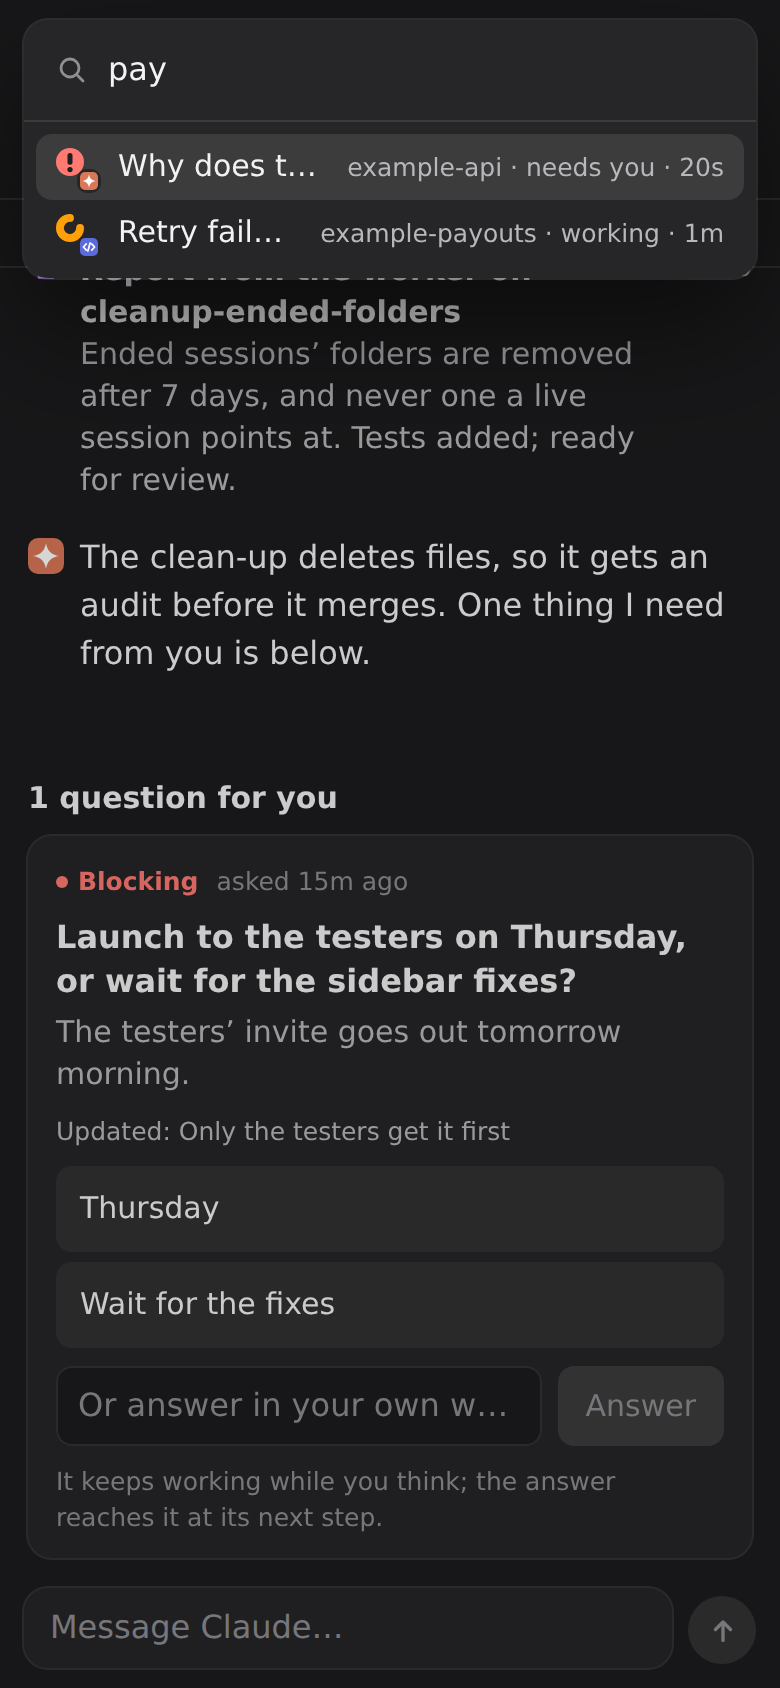 pay
Why does t… example-api · needs you · 20s
Retry fail… example-payouts · working · 1m
Report from the worker on
cleanup-ended-folders
Ended sessions’ folders are removed
after 7 days, and never one a live
session points at. Tests added; ready
for review.
The clean-up deletes files, so it gets an
audit before it merges. One thing I need
from you is below.
1 question for you
Blocking asked 15m ago
Launch to the testers on Thursday,
or wait for the sidebar fixes?
The testers’ invite goes out tomorrow
morning.
Updated: Only the testers get it first
Thursday
Wait for the fixes
Or answer in your own w… Answer
It keeps working while you think; the answer
reaches it at its next step.
Message Claude…